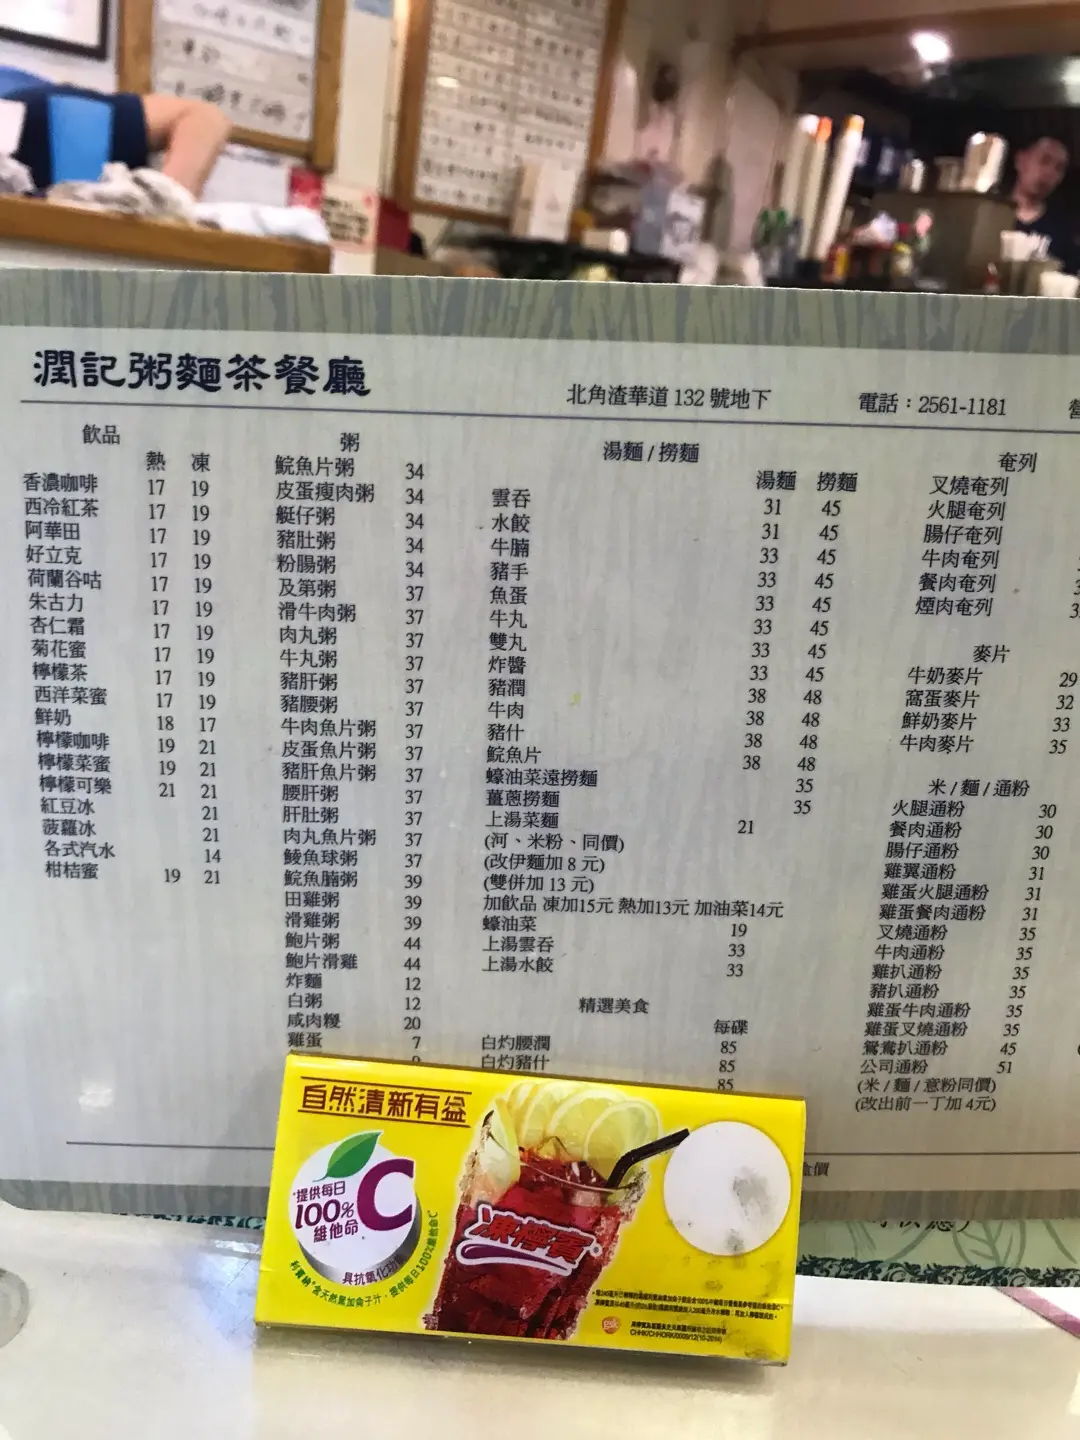 潤記粥麵茶餐廳
北角渣華道 132 號地下
電話：2561-1181
營
飲品
熱 凍
香濃咖啡 17 19
西冷紅茶 17 19
阿華田 17 19
好立克 17 19
荷蘭谷咕 17 19
朱古力 17 19
杏仁霜 17 19
菊花蜜 17 19
檸檬茶 17 19
西洋菜蜜 17 19
鮮奶 18 17
檸檬咖啡 19 21
檸檬菜蜜 19 21
檸檬可樂 21 21
紅豆冰 21
菠蘿冰 21
各式汽水 14
柑桔蜜 19 21
粥
鯇魚片粥 34
皮蛋瘦肉粥 34
艇仔粥 34
豬肚粥 34
粉腸粥 34
及第粥 37
滑牛肉粥 37
肉丸粥 37
牛丸粥 37
豬肝粥 37
豬腰粥 37
牛肉魚片粥 37
皮蛋魚片粥 37
豬肝魚片粥 37
腰肝粥 37
肝肚粥 37
肉丸魚片粥 37
鯪魚球粥 37
鯇魚腩粥 39
田雞粥 39
滑雞粥 39
鮑片粥 44
鮑片滑雞 44
炸麵 12
白粥 12
咸肉糭 20
雞蛋 7
湯麵 / 撈麵
湯麵 撈麵
雲吞 31 45
水餃 31 45
牛腩 33 45
豬手 33 45
魚蛋 33 45
牛丸 33 45
雙丸 33 45
炸醬 33 45
豬潤 38 48
牛肉 38 48
豬什 38 48
鯇魚片 38 48
蠔油菜遠撈麵 35
薑蔥撈麵 35
上湯菜麵 21
(河、米粉、同價)
(改伊麵加 8 元)
(雙併加 13 元)
加飲品 凍加15元 熱加13元 加油菜14元
蠔油菜 19
上湯雲吞 33
上湯水餃 33
精選美食
每碟
白灼腰潤 85
白灼豬什 85
85
奄列
叉燒奄列
火腿奄列
腸仔奄列
牛肉奄列
餐肉奄列
煙肉奄列
麥片
牛奶麥片 29
窩蛋麥片 32
鮮奶麥片 33
牛肉麥片 35
米 / 麵 / 通粉
火腿通粉 30
餐肉通粉 30
腸仔通粉 30
雞翼通粉 31
雞蛋火腿通粉 31
雞蛋餐肉通粉 31
叉燒通粉 35
牛肉通粉 35
雞扒通粉 35
豬扒通粉 35
雞蛋牛肉通粉 35
雞蛋叉燒通粉 35
鴛鴦扒通粉 45
公司通粉 51
(米 / 麵 / 意粉同價)
(改出前一丁加 4元)
食價
自然清新有益
提供每日
100%
維他命
C
具抗氧化功
凍檸賓
gsk
CHHK/CHHORK/0009/12(10-2014)